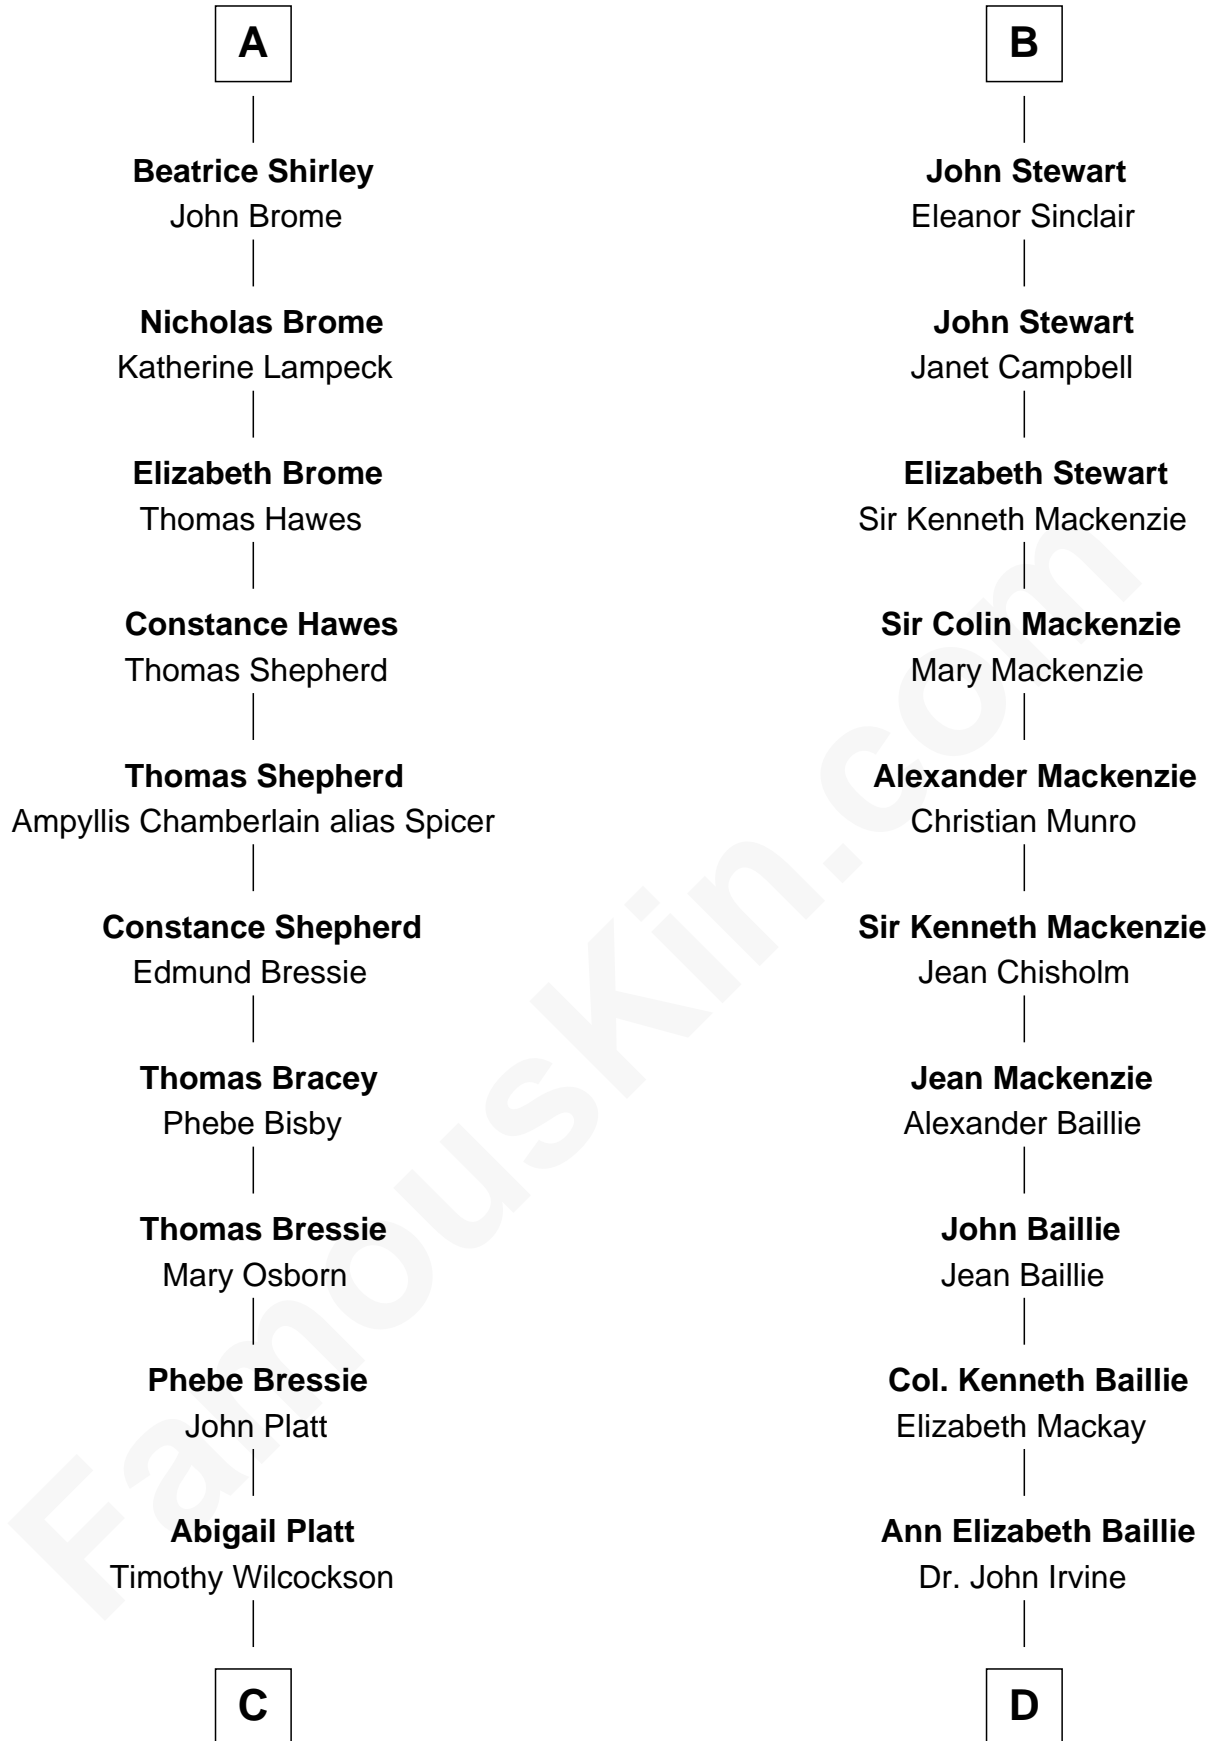 A
Beatrice Shirley
John Brome
Nicholas Brome
Katherine Lampeck
Elizabeth Brome
Thomas Hawes
Constance Hawes
Thomas Shepherd
Thomas Shepherd
Ampyllis Chamberlain alias Spicer
Constance Shepherd
Edmund Bressie
Thomas Bracey
Phebe Bisby
Thomas Bressie
Mary Osborn
Phebe Bressie
John Platt
Abigail Platt
Timothy Wilcockson
C
B
John Stewart
Eleanor Sinclair
John Stewart
Janet Campbell
Elizabeth Stewart
Sir Kenneth Mackenzie
Sir Colin Mackenzie
Mary Mackenzie
Alexander Mackenzie
Christian Munro
Sir Kenneth Mackenzie
Jean Chisholm
Jean Mackenzie
Alexander Baillie
John Baillie
Jean Baillie
Col. Kenneth Baillie
Elizabeth Mackay
Ann Elizabeth Baillie
Dr. John Irvine
D
FamousKin.com